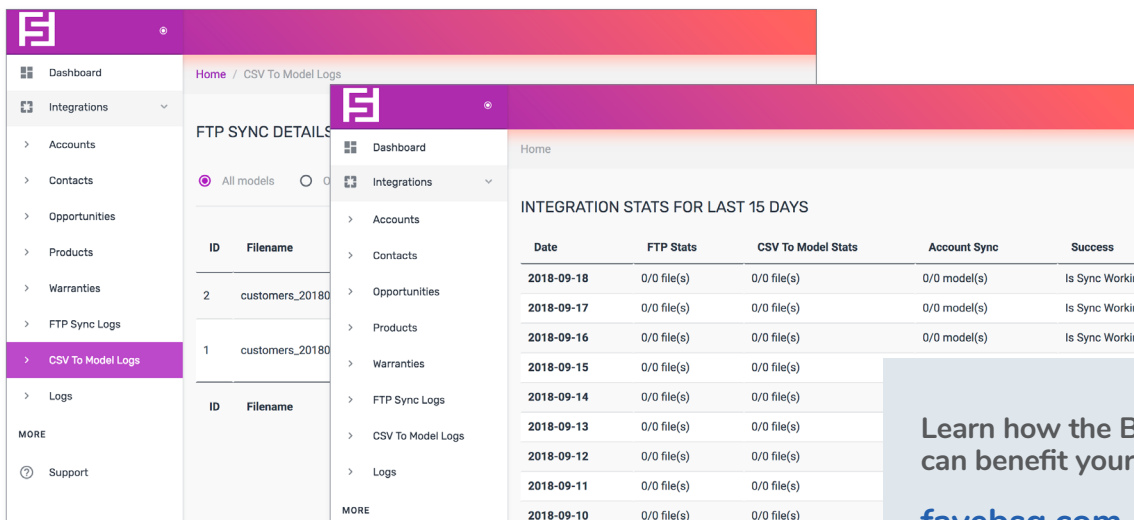 Dashboard
Integrations
Accounts
Contacts
Opportunities
Products
Warranties
FTP Sync Logs
CSV To Model Logs
Logs
MORE
Support
Home / CSV To Model Logs
FTP SYNC DETAILS
All models
ID Filename
2 customers_20180
1 customers_20180
ID Filename
Dashboard
Integrations
Accounts
Contacts
Opportunities
Products
Warranties
FTP Sync Logs
CSV To Model Logs
Logs
MORE
Home
INTEGRATION STATS FOR LAST 15 DAYS
Date FTP Stats CSV To Model Stats Account Sync Success
2018-09-18 0/0 file(s) 0/0 file(s) 0/0 model(s) Is Sync
2018-09-17 0/0 file(s) 0/0 file(s) 0/0 model(s) Is Sync
2018-09-16 0/0 file(s) 0/0 file(s) 0/0 model(s) Is Sync
2018-09-15 0/0 file(s) 0/0 file(s)
2018-09-14 0/0 file(s) 0/0 file(s)
2018-09-13 0/0 file(s) 0/0 file(s)
2018-09-12 0/0 file(s) 0/0 file(s)
2018-09-11 0/0 file(s) 0/0 file(s)
2018-09-10 0/0 file(s) 0/0 file(s)
Learn how the B
can benefit your